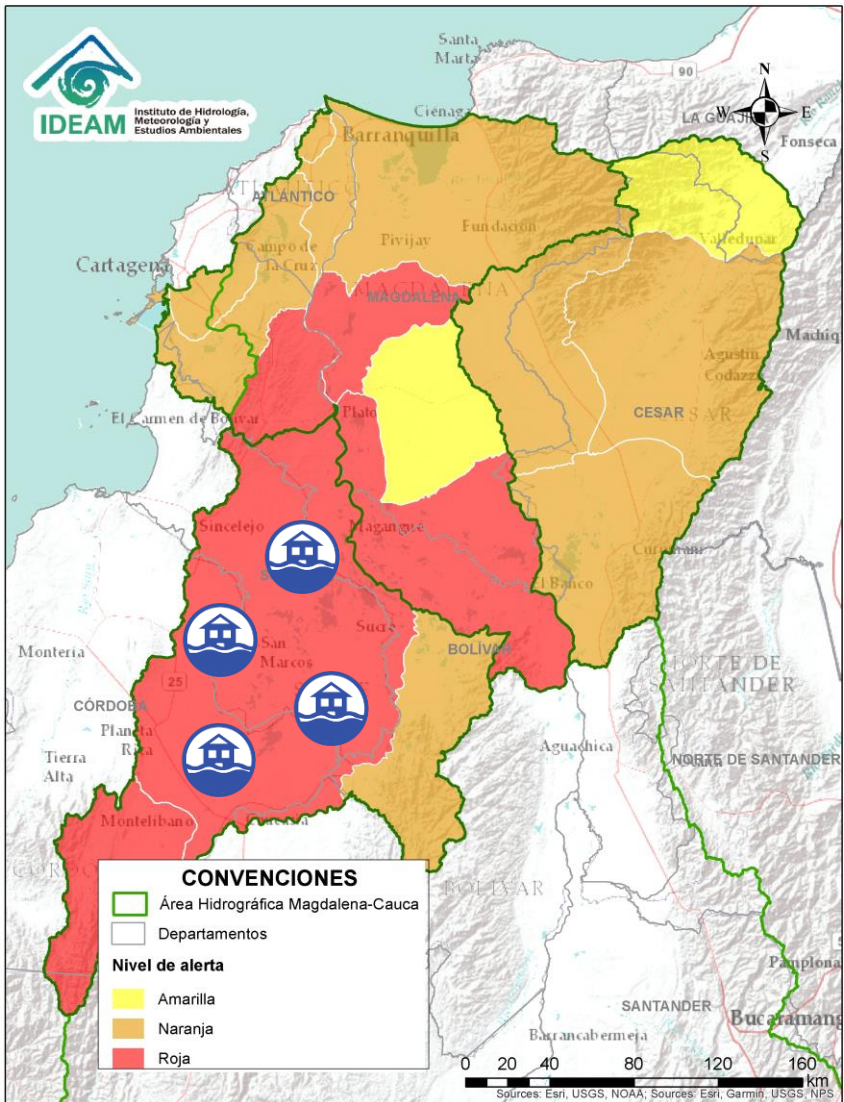 IDEAM
Instituto de Hidrología,
Meteorología y
Estudios Ambientales
Santa
Marta
90
N
W
E
S
LA GUAJI
Ciénaga
Fonseca
Barranquilla
ATLÁNTICO
Fundación
Campo de
la Cruz
Pivijay
Valledupar
Cartagena
MAGDALENA
Machiq
Agustín
Codazzi
El Carmen de Bolívar
Plato
CESAR
Sincelejo
Magangué
Curumaní
El Banco
Sucre
Montería
San
Marcos
BOLÍVAR
NORTE DE
SANTANDER
25
CÓRDOBA
Planeta
Rica
Aguachica
Tierra
Alta
NORTE DE SANTANDER
Montelíbano
Caucasia
BOLÍVAR
CONVENCIONES
Área Hidrográfica Magdalena-Cauca
Departamentos
Nivel de alerta
Amarilla
Naranja
Roja
Pamplona
SANTANDER
Bucaramang
Barrancabermeja
0 20 40 80 120 160
km
Sources: Esri, USGS, NOAA; Sources: Esri, Garmin, USGS, NPS